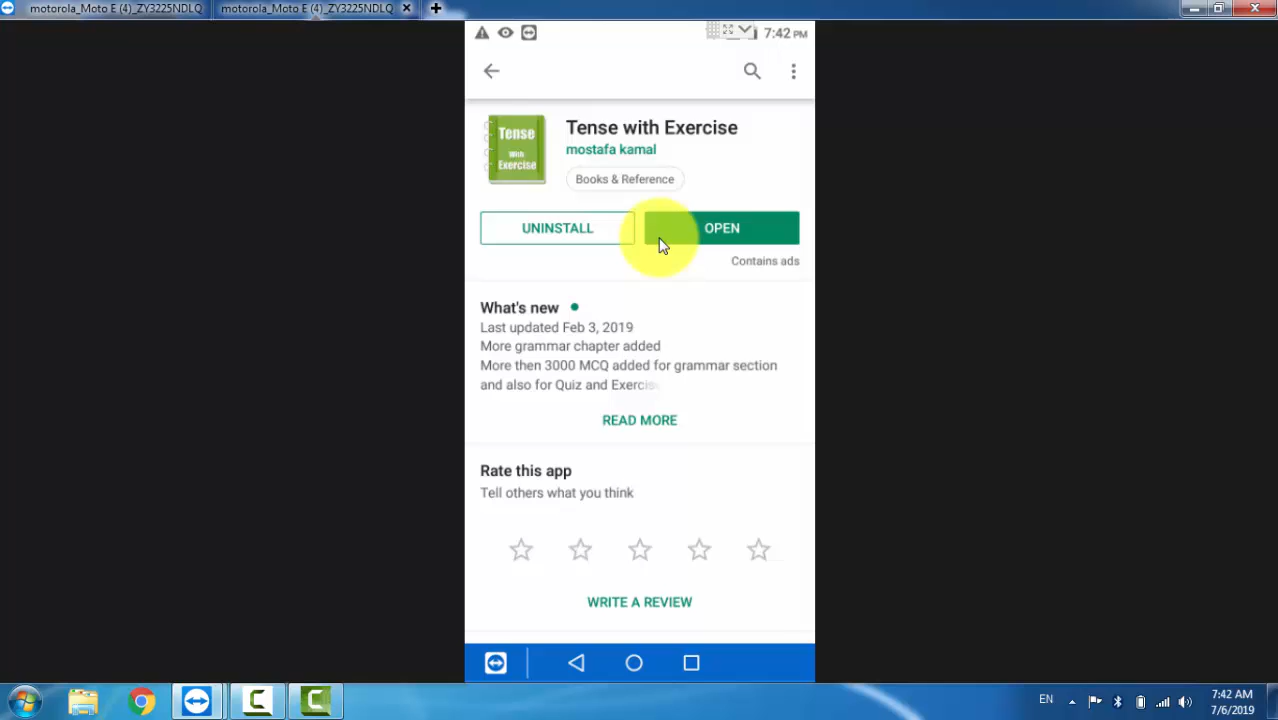 motorola_Moto E (4)_ZY3225NDLQ
motorola_Moto E (4)_ZY3225NDLQ
7:42 PM
Tense
With
Exercise
Tense with Exercise
mostafa kamal
Books & Reference
UNINSTALL
OPEN
Contains ads
What's new
Last updated Feb 3, 2019
More grammar chapter added
More then 3000 MCQ added for grammar section
and also for Quiz and Exercise
READ MORE
Rate this app
Tell others what you think
WRITE A REVIEW
EN
7:42 AM
7/6/2019